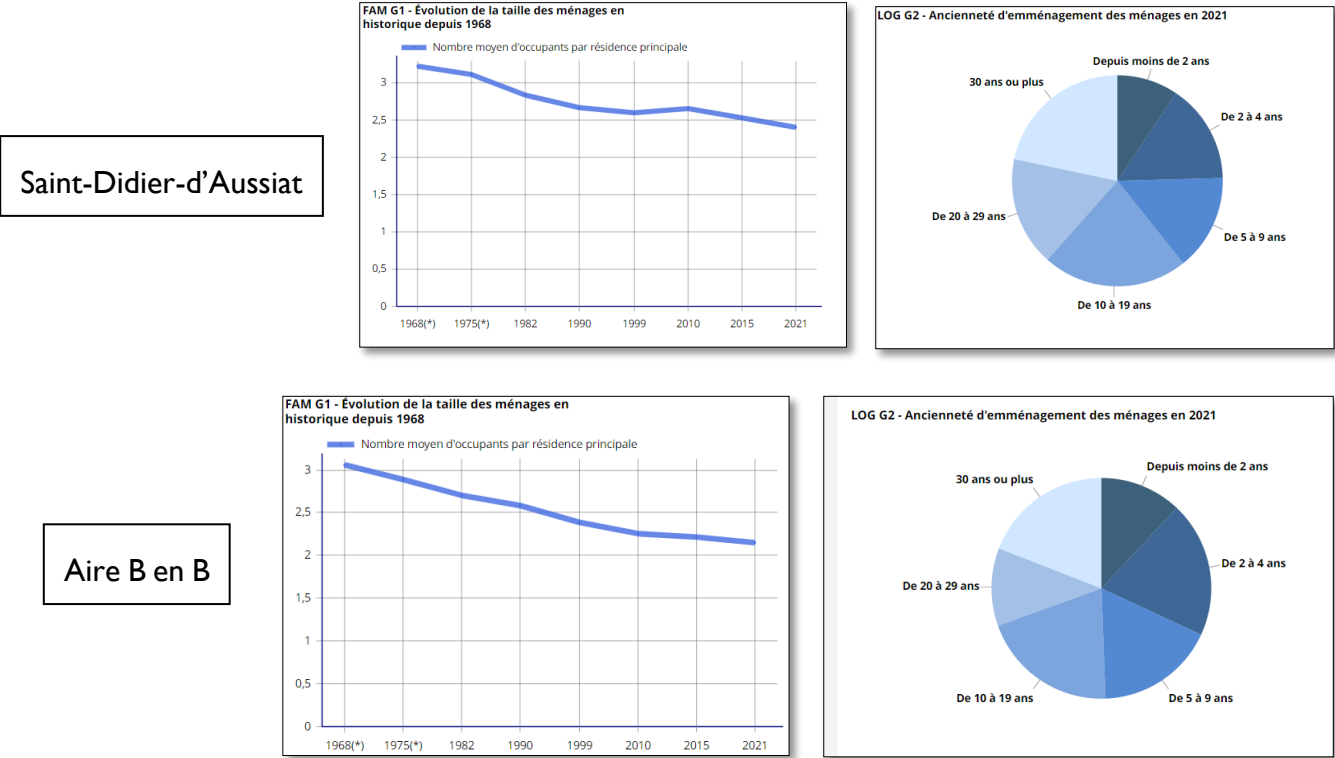 FAM G1 - Évolution de la taille des ménages en
historique depuis 1968
Nombre moyen d'occupants par résidence principale
3
2,5
2
1,5
1
0,5
0
1968(*) 1975(*) 1982 1990 1999 2010 2015 2021
LOG G2 - Ancienneté d'emménagement des ménages en 2021
Depuis moins de 2 ans
30 ans ou plus
De 2 à 4 ans
De 20 à 29 ans
De 5 à 9 ans
De 10 à 19 ans
Saint-Didier-d'Aussiat
FAM G1 - Évolution de la taille des ménages en
historique depuis 1968
Nombre moyen d'occupants par résidence principale
3
2,5
2
1,5
1
0,5
0
1968(*) 1975(*) 1982 1990 1999 2010 2015 2021
LOG G2 - Ancienneté d'emménagement des ménages en 2021
Depuis moins de 2 ans
30 ans ou plus
De 2 à 4 ans
De 20 à 29 ans
De 10 à 19 ans
De 5 à 9 ans
Aire B en B